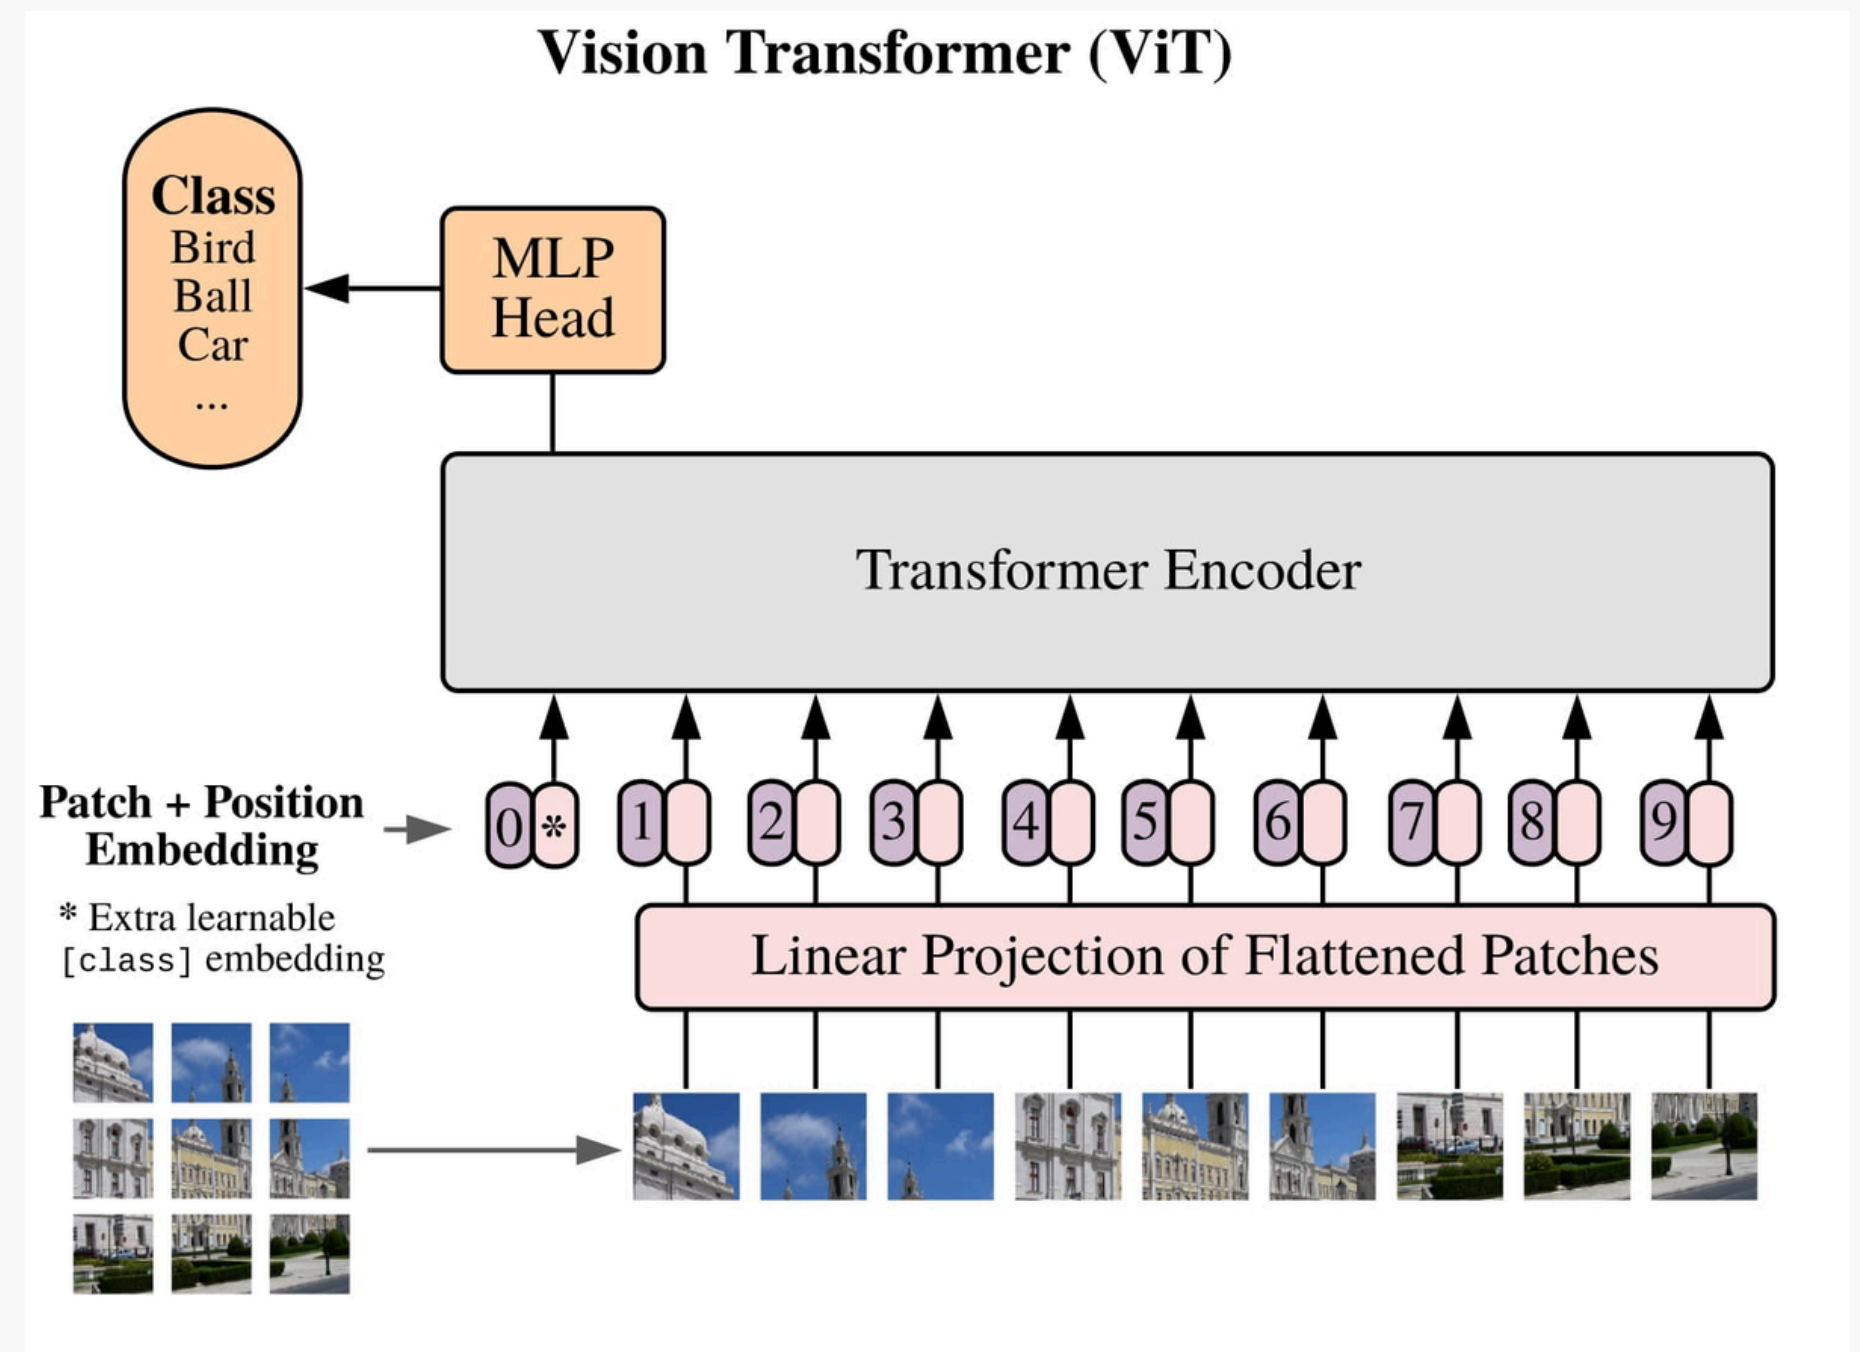 Vision Transformer (ViT)
Class
Bird
Ball
Car
...
MLP
Head
Transformer Encoder
Patch + Position
Embedding
0 * 1 2 3 4 5 6 7 8 9
* Extra learnable
[class] embedding
Linear Projection of Flattened Patches